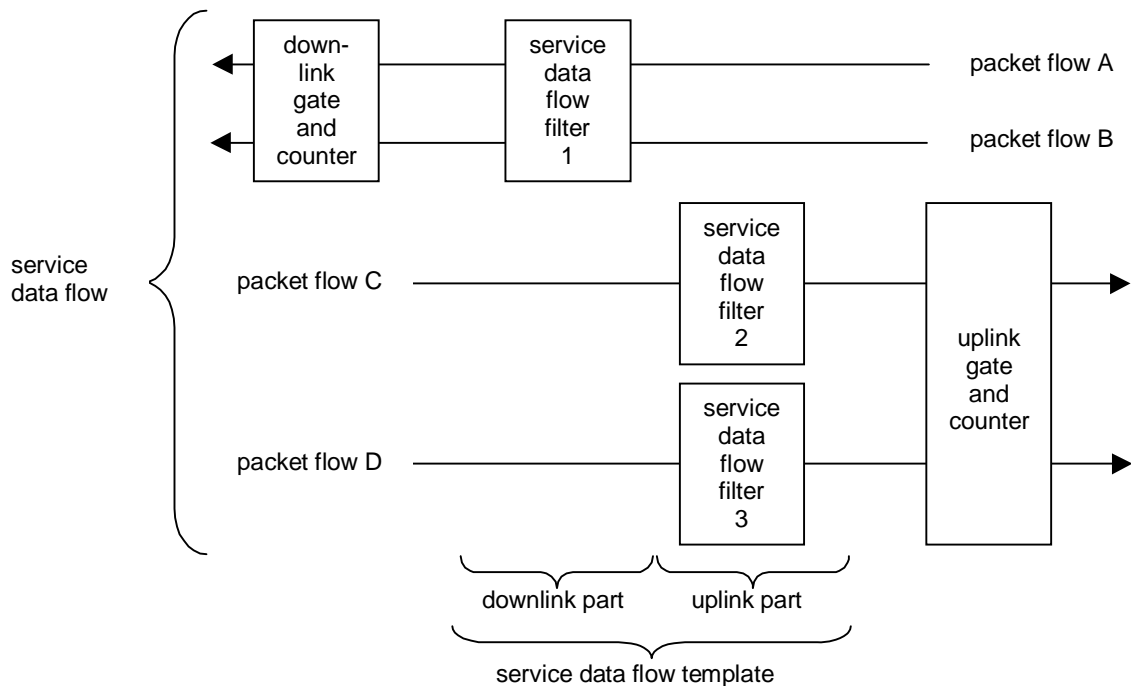 down-
link
gate
and
counter
service
data
flow
filter
1
packet flow A
packet flow B
service
data flow
packet flow C
service
data
flow
filter
2
uplink
gate
and
counter
packet flow D
service
data
flow
filter
3
downlink part
uplink part
service data flow template